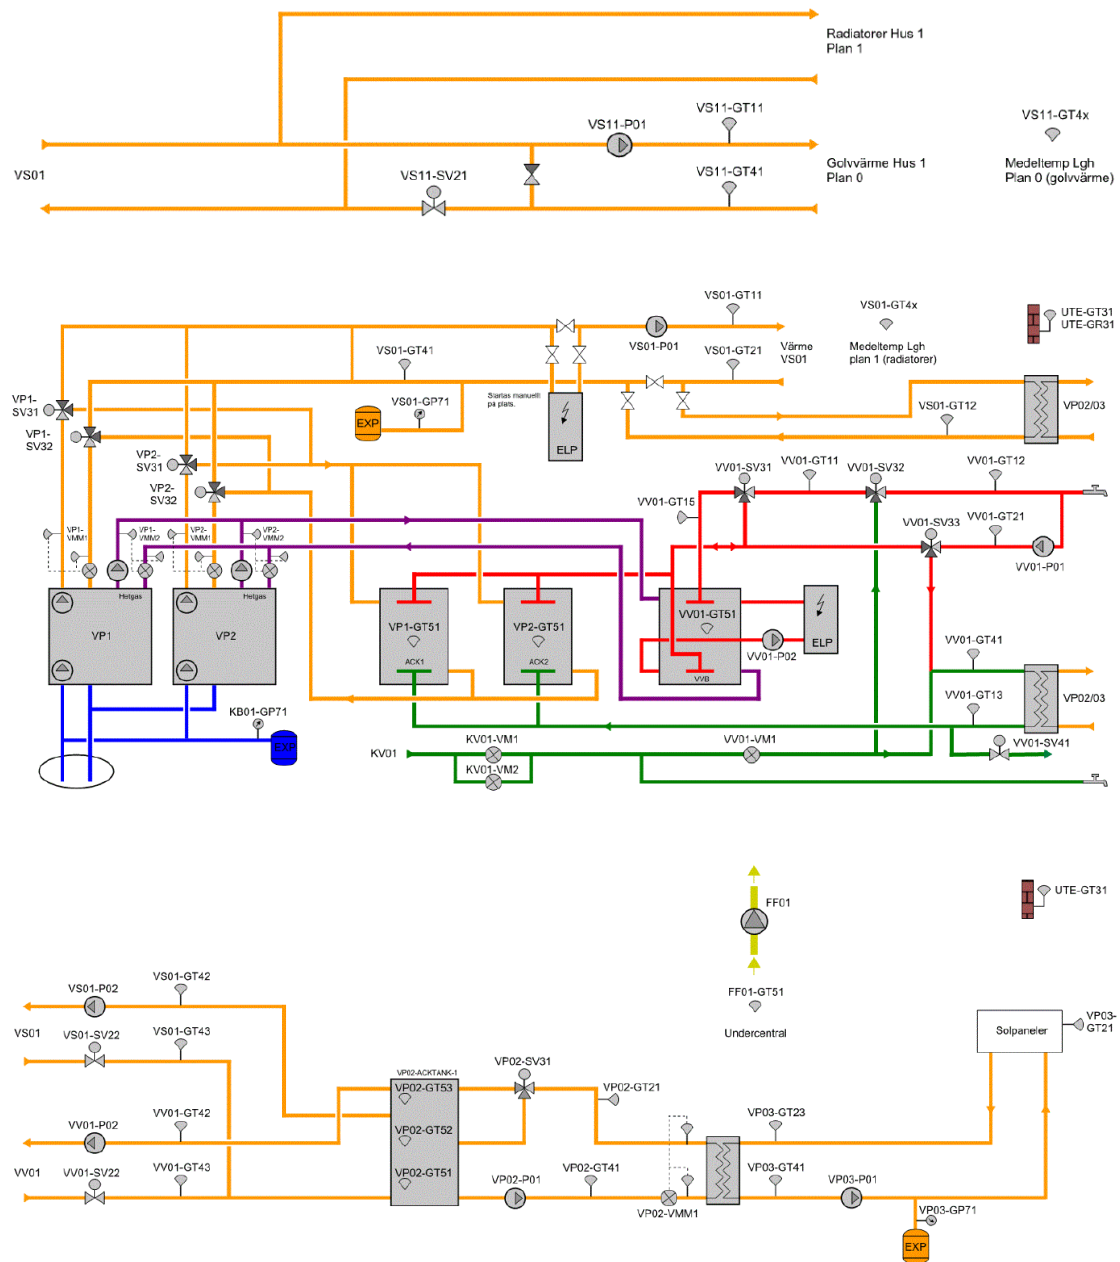 Radiatorer Hus 1
Plan 1
VS11-P01
VS11-GT11
VS11-GT4x
VS01
VS11-SV21
VS11-GT41
Golvvärme Hus 1
Plan 0
Medeltemp Lgh
Plan 0 (golvvärme)
VS01-GT11
VS01-GT4x
UTE-GT31
UTE-GR31
VS01-P01
VS01-GT41
VS01-GT21
Värme
VS01
Medeltemp Lgh
plan 1 (radiatorer)
VP1-
SV31
VS01-GP71
Startas manuellt
på plats.
EXP
VS01-GT12
VP02/03
VP1-
SV32
ELP
VP2-
SV31
VP2-
SV32
VV01-SV31
VV01-GT11
VV01-SV32
VV01-GT12
VV01-GT15
VV01-SV33
VV01-GT21
VV01-P01
VP1-
VMM1
VP1-
VMM2
VP2-
VMM1
VP2-
VMM2
Hetgas
Hetgas
VP1
VP2
VP1-GT51
VP2-GT51
VV01-GT51
ELP
VV01-P02
ACK1
ACK2
VVB
VV01-GT41
VV01-GT13
VP02/03
KB01-GP71
EXP
KV01
KV01-VM1
KV01-VM2
VV01-VM1
VV01-SV41
FF01
UTE-GT31
FF01-GT51
Undercentral
VS01-P02
VS01-GT42
VS01
VS01-SV22
VS01-GT43
Solpaneler
VP03-
GT21
VP02-ACKTANK-1
VP02-GT53
VP02-SV31
VP02-GT21
VV01-P02
VV01-GT42
VP02-GT52
VP03-GT23
VV01
VV01-SV22
VV01-GT43
VP02-GT51
VP02-P01
VP02-GT41
VP02-VMM1
VP03-GT41
VP03-P01
VP03-GP71
EXP